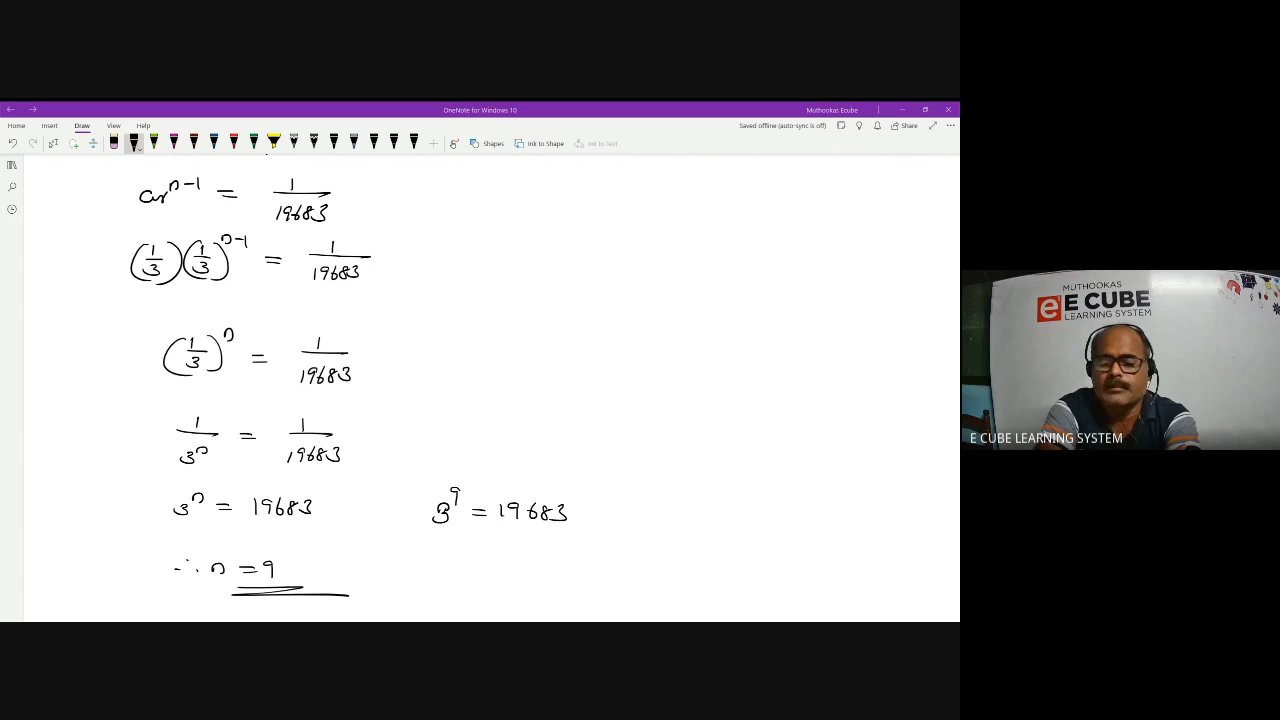 OneNote for Windows 10
Muthookas Ecube
Home Insert Draw View Help
Saved offline (auto-sync is off) Share
Shapes Ink to Shape Ink to Text
ar^(n-1) = 1/19683
(1/3)(1/3)^(n-1) = 1/19683
(1/3)^n = 1/19683
1/3^n = 1/19683
3^n = 19683
3^9 = 19683
∴ n = 9
MUTHOOKAS
e E CUBE
LEARNING SYSTEM
E CUBE LEARNING SYSTEM